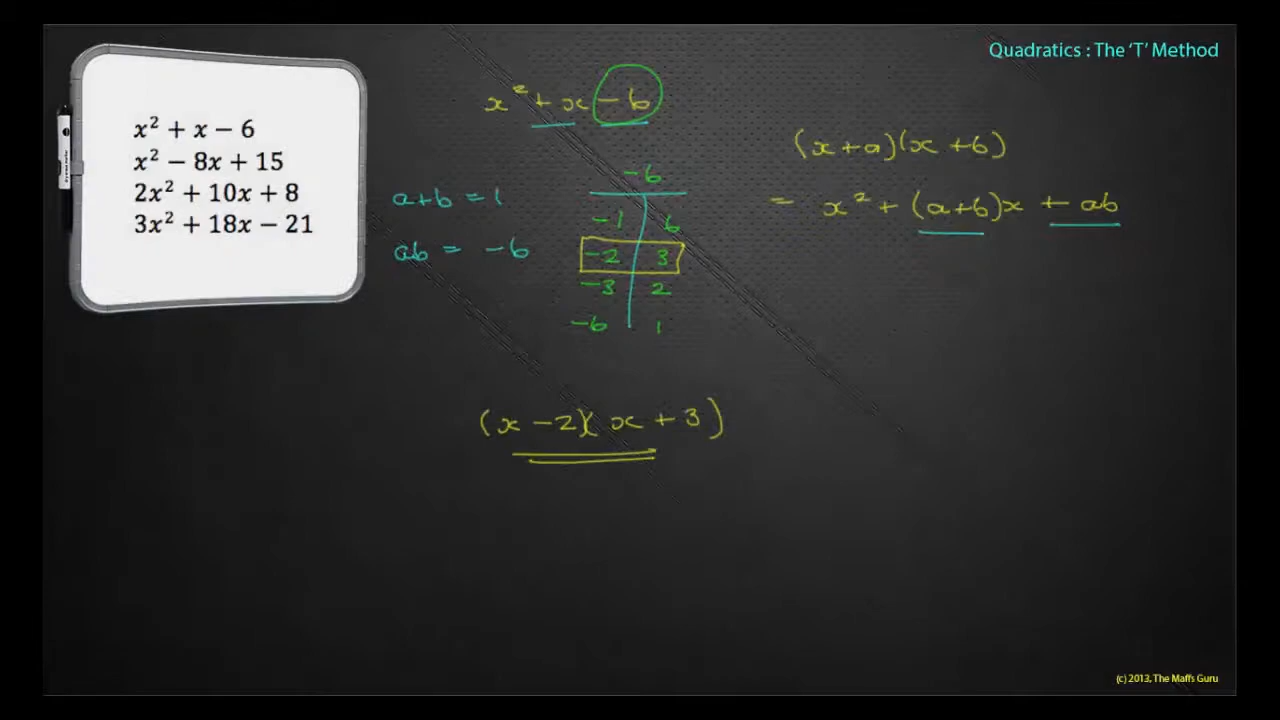 Quadratics : The 'T' Method
x² + x − 6
x² − 8x + 15
2x² + 10x + 8
3x² + 18x − 21
x² + x − 6
a+b = 1
ab = −6
−6
−1 6
−2 3
−3 2
−6 1
(x+a)(x+b)
= x² + (a+b)x + ab
(x −2)(x +3)
(c) 2013, The Maffs Guru